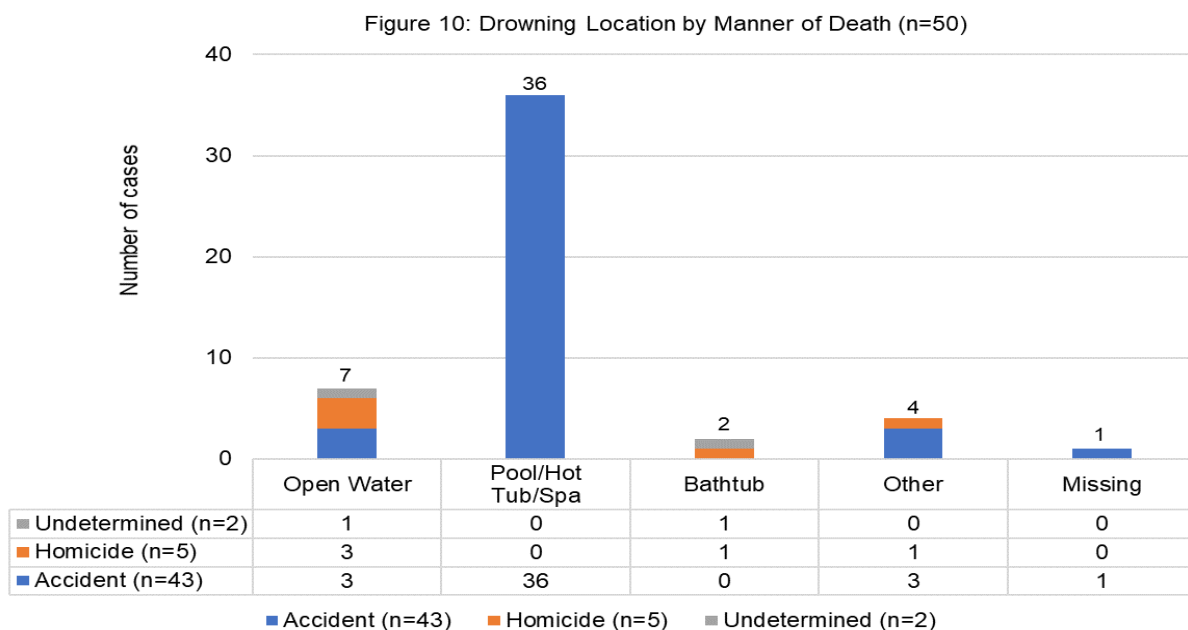 Figure 10: Drowning Location by Manner of Death (n=50)
Number of cases
40
30
20
10
0
7
36
2
4
1
Open Water
Pool/Hot
Tub/Spa
Bathtub
Other
Missing
Undetermined (n=2) 1 0 1 0 0
Homicide (n=5) 3 0 1 1 0
Accident (n=43) 3 36 0 3 1
Accident (n=43) Homicide (n=5) Undetermined (n=2)